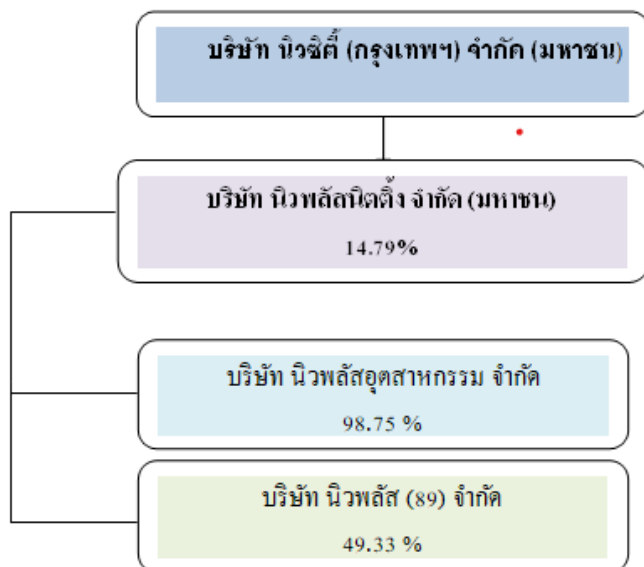 บริษัท นิวซิตี้ (กรุงเทพฯ) จำกัด (มหาชน)
บริษัท นิวพลัสนิตติ้ง จำกัด (มหาชน)
14.79%
บริษัท นิวพลัสอุตสาหกรรม จำกัด
98.75 %
บริษัท นิวพลัส (89) จำกัด
49.33 %